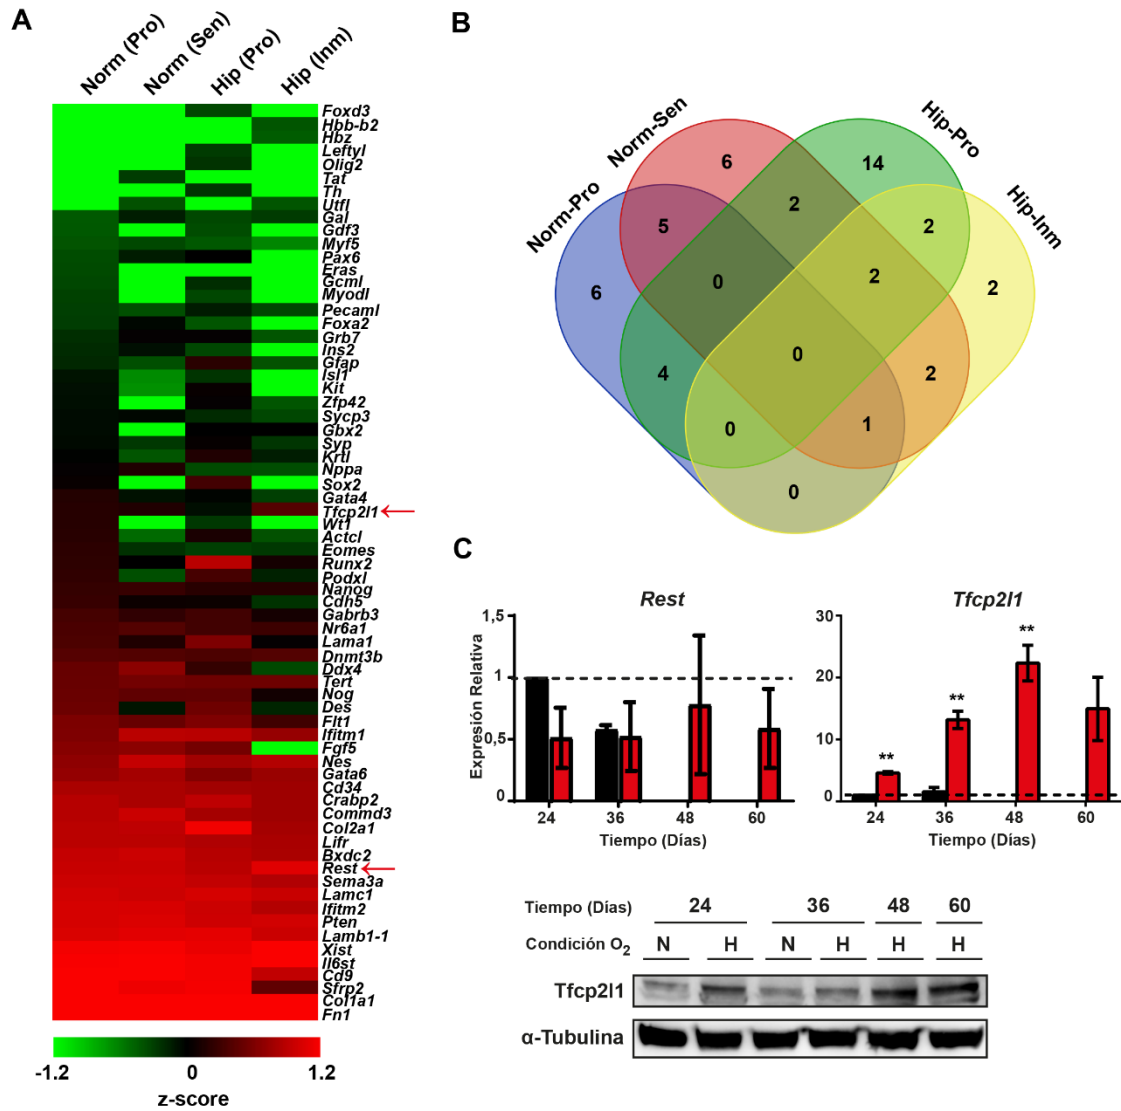 A
Norm (Pro)
Norm (Sen)
Hip (Pro)
Hip (Inm)
Foxd3
Hbb-b2
Hbz
Leftyl
Olig2
Tat
Th
Utfl
Gal
Gdf3
Myf5
Pax6
Eras
Gcml
Myodl
Pecaml
Foxa2
Grb7
Ins2
Gfap
Isl1
Kit
Zfp42
Sycp3
Gbx2
Syp
Krtl
Nppa
Sox2
Gata4
Tfcp2l1
Wt1
Actcl
Eomes
Runx2
Podxl
Nanog
Cdh5
Gabrb3
Nr6a1
Lama1
Dnmt3b
Ddx4
Tert
Nog
Des
Flt1
Ifitm1
Fgf5
Nes
Gata6
Cd34
Crabp2
Commd3
Col2a1
Lifr
Bxdc2
Rest
Sema3a
Lamc1
Ifitm2
Pten
Lamb1-1
Xist
Il6st
Cd9
Sfrp2
Col1a1
Fn1
-1.2 0 1.2
z-score
B
Norm-Pro
Norm-Sen
Hip-Pro
Hip-Inm
6 14
5 2 2
6 0 2 2
4 0 2
0 1
0
C
Rest
Expresión Relativa
1,5
1
0,5
0
24 36 48 60
Tiempo (Días)
Tfcp2l1
30
20
10
0
**
**
**
24 36 48 60
Tiempo (Días)
Tiempo (Días) 24 36 48 60
Condición O2 N H N H H H
Tfcp2l1
α-Tubulina